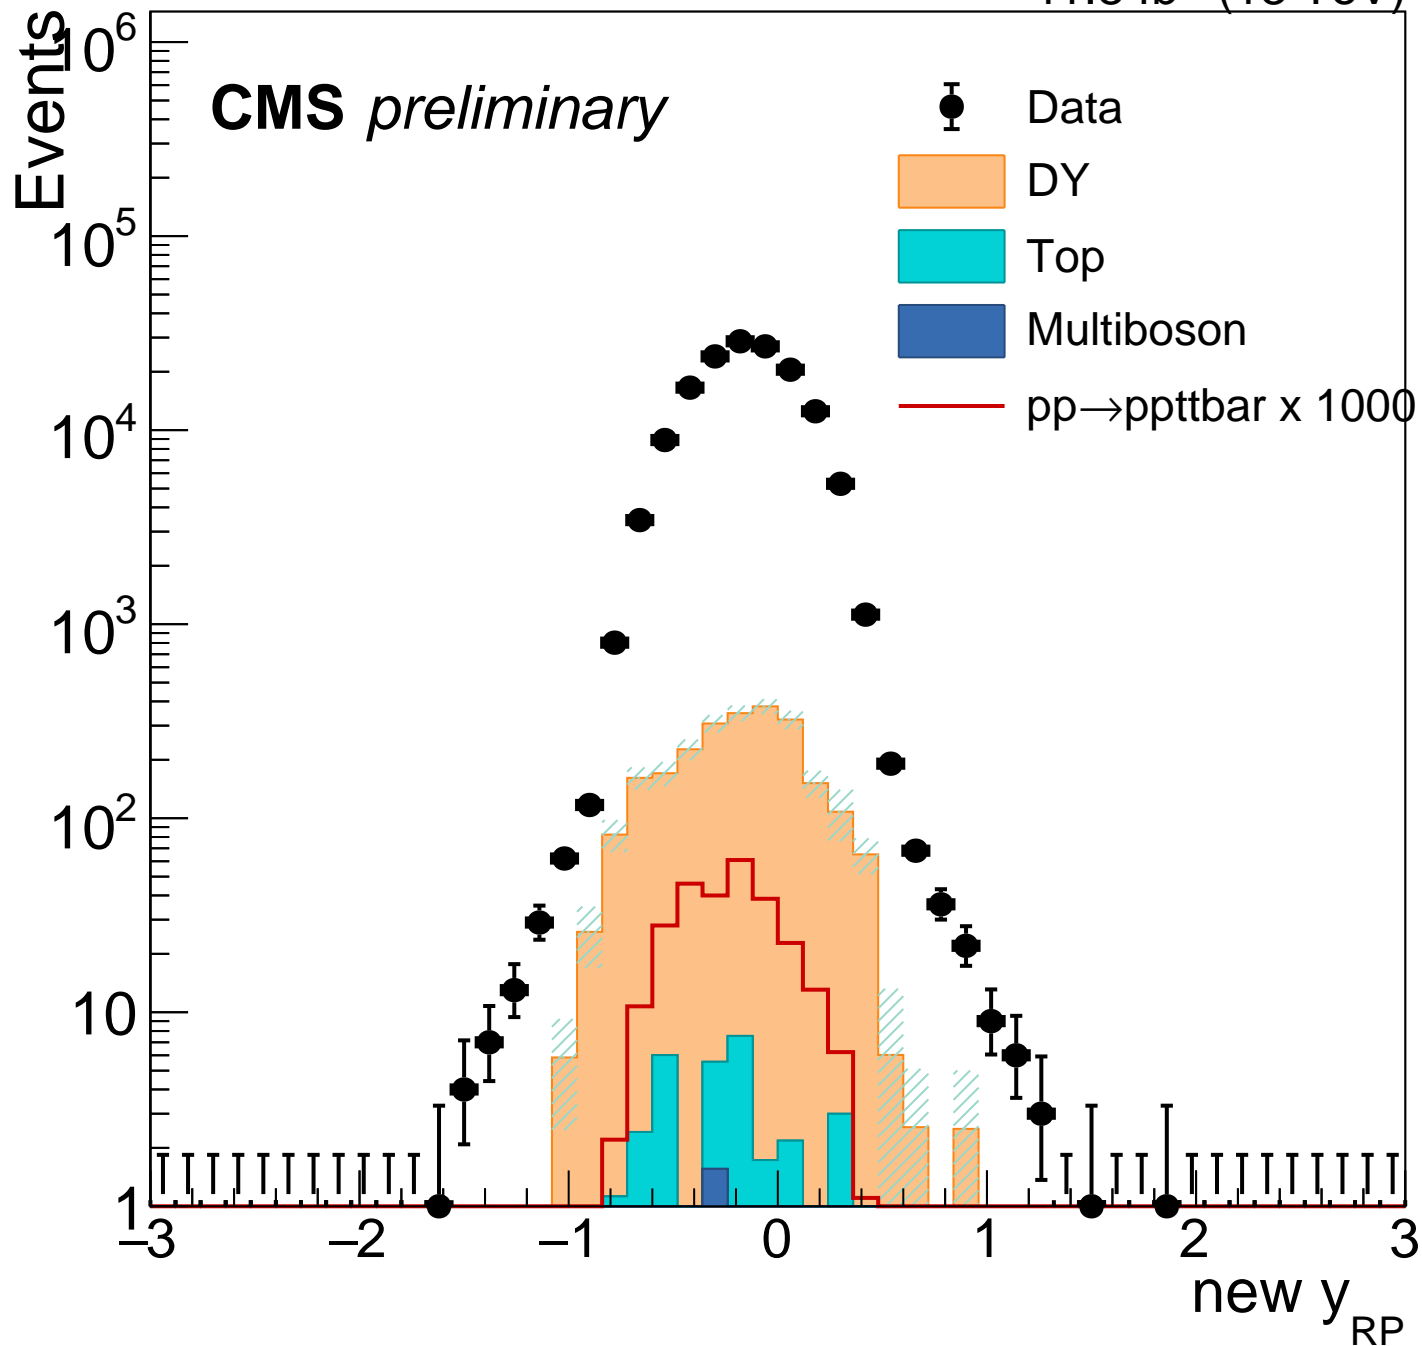 Events
CMS preliminary
Data
DY
Top
Multiboson
pp→ppttbar x 1000
10^6
10^5
10^4
10^3
10^2
10
1
−3 −2 −1 0 1 2 3
new y_RP